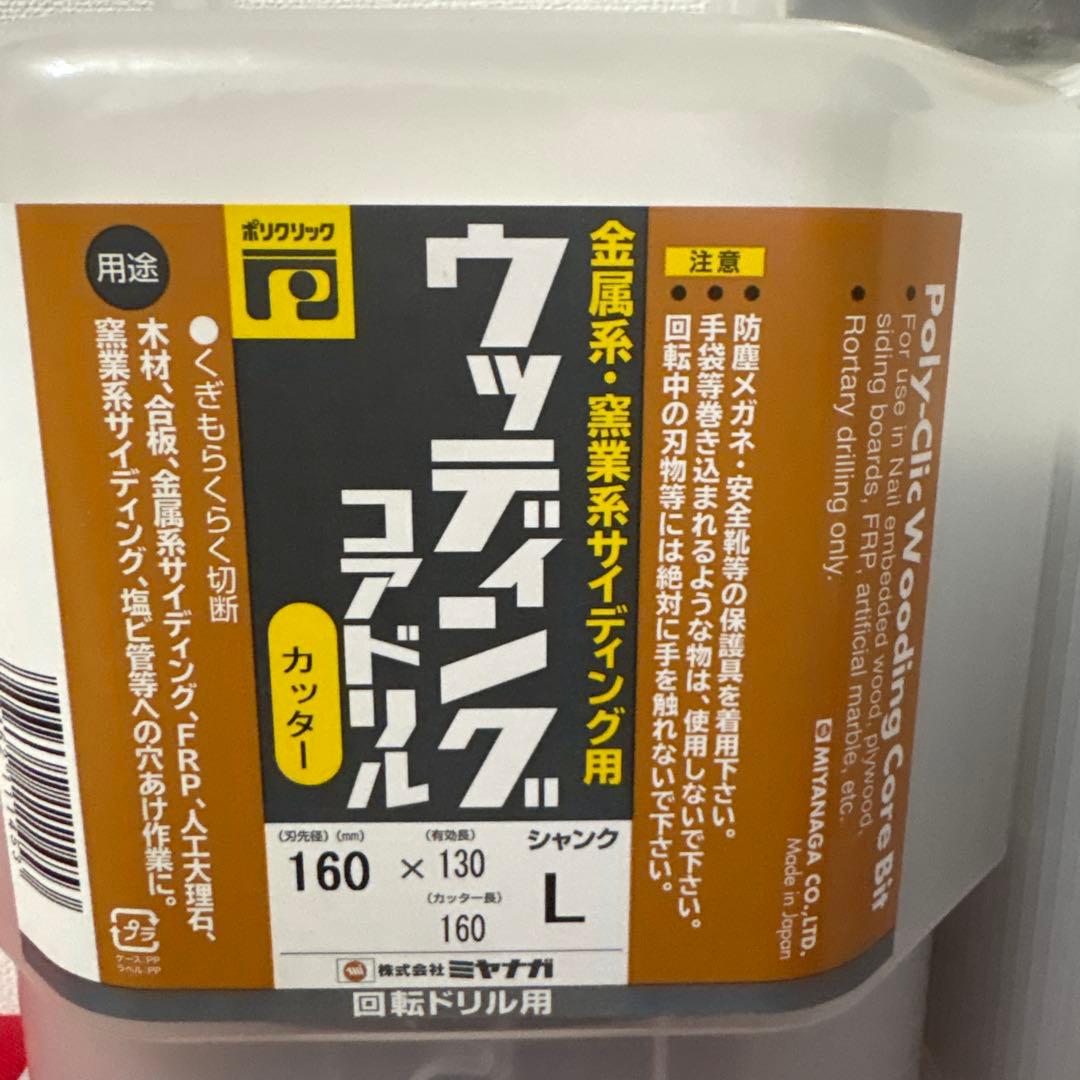 用途
●くぎもらくらく切断
木材、合板、金属系サイディング、FRP、人工大理石、
窯業系サイディング、塩ビ管等への穴あけ作業に。
プラ
ケース:PP
ラベル:PP
ポリクリック
金属系・窯業系サイディング用
ウッディング
コアドリル
カッター
(刃先径)(mm)
160
×
(有効長)
130
(カッター長)
160
シャンク
L
株式会社ミヤナガ
回転ドリル用
注意
●防塵メガネ・安全靴等の保護具を着用下さい。
●手袋等巻き込まれるような物は、使用しないで下さい。
●回転中の刃物等には絶対に手を触れないで下さい。
Poly-Clic Wooding Core Bit
●For use in Nail embedded wood, plywood,
siding boards, FRP, artificial marble, etc.
●Rortary drilling only.
MIYANAGA CO.,LTD.
Made in Japan